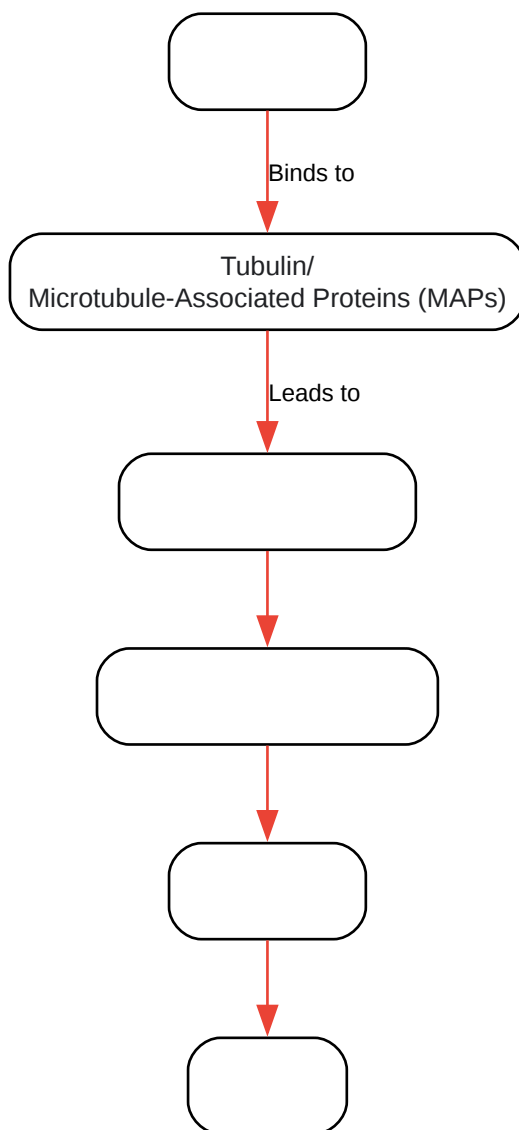 Binds to
Tubulin/
Microtubule-Associated Proteins (MAPs)
Leads to